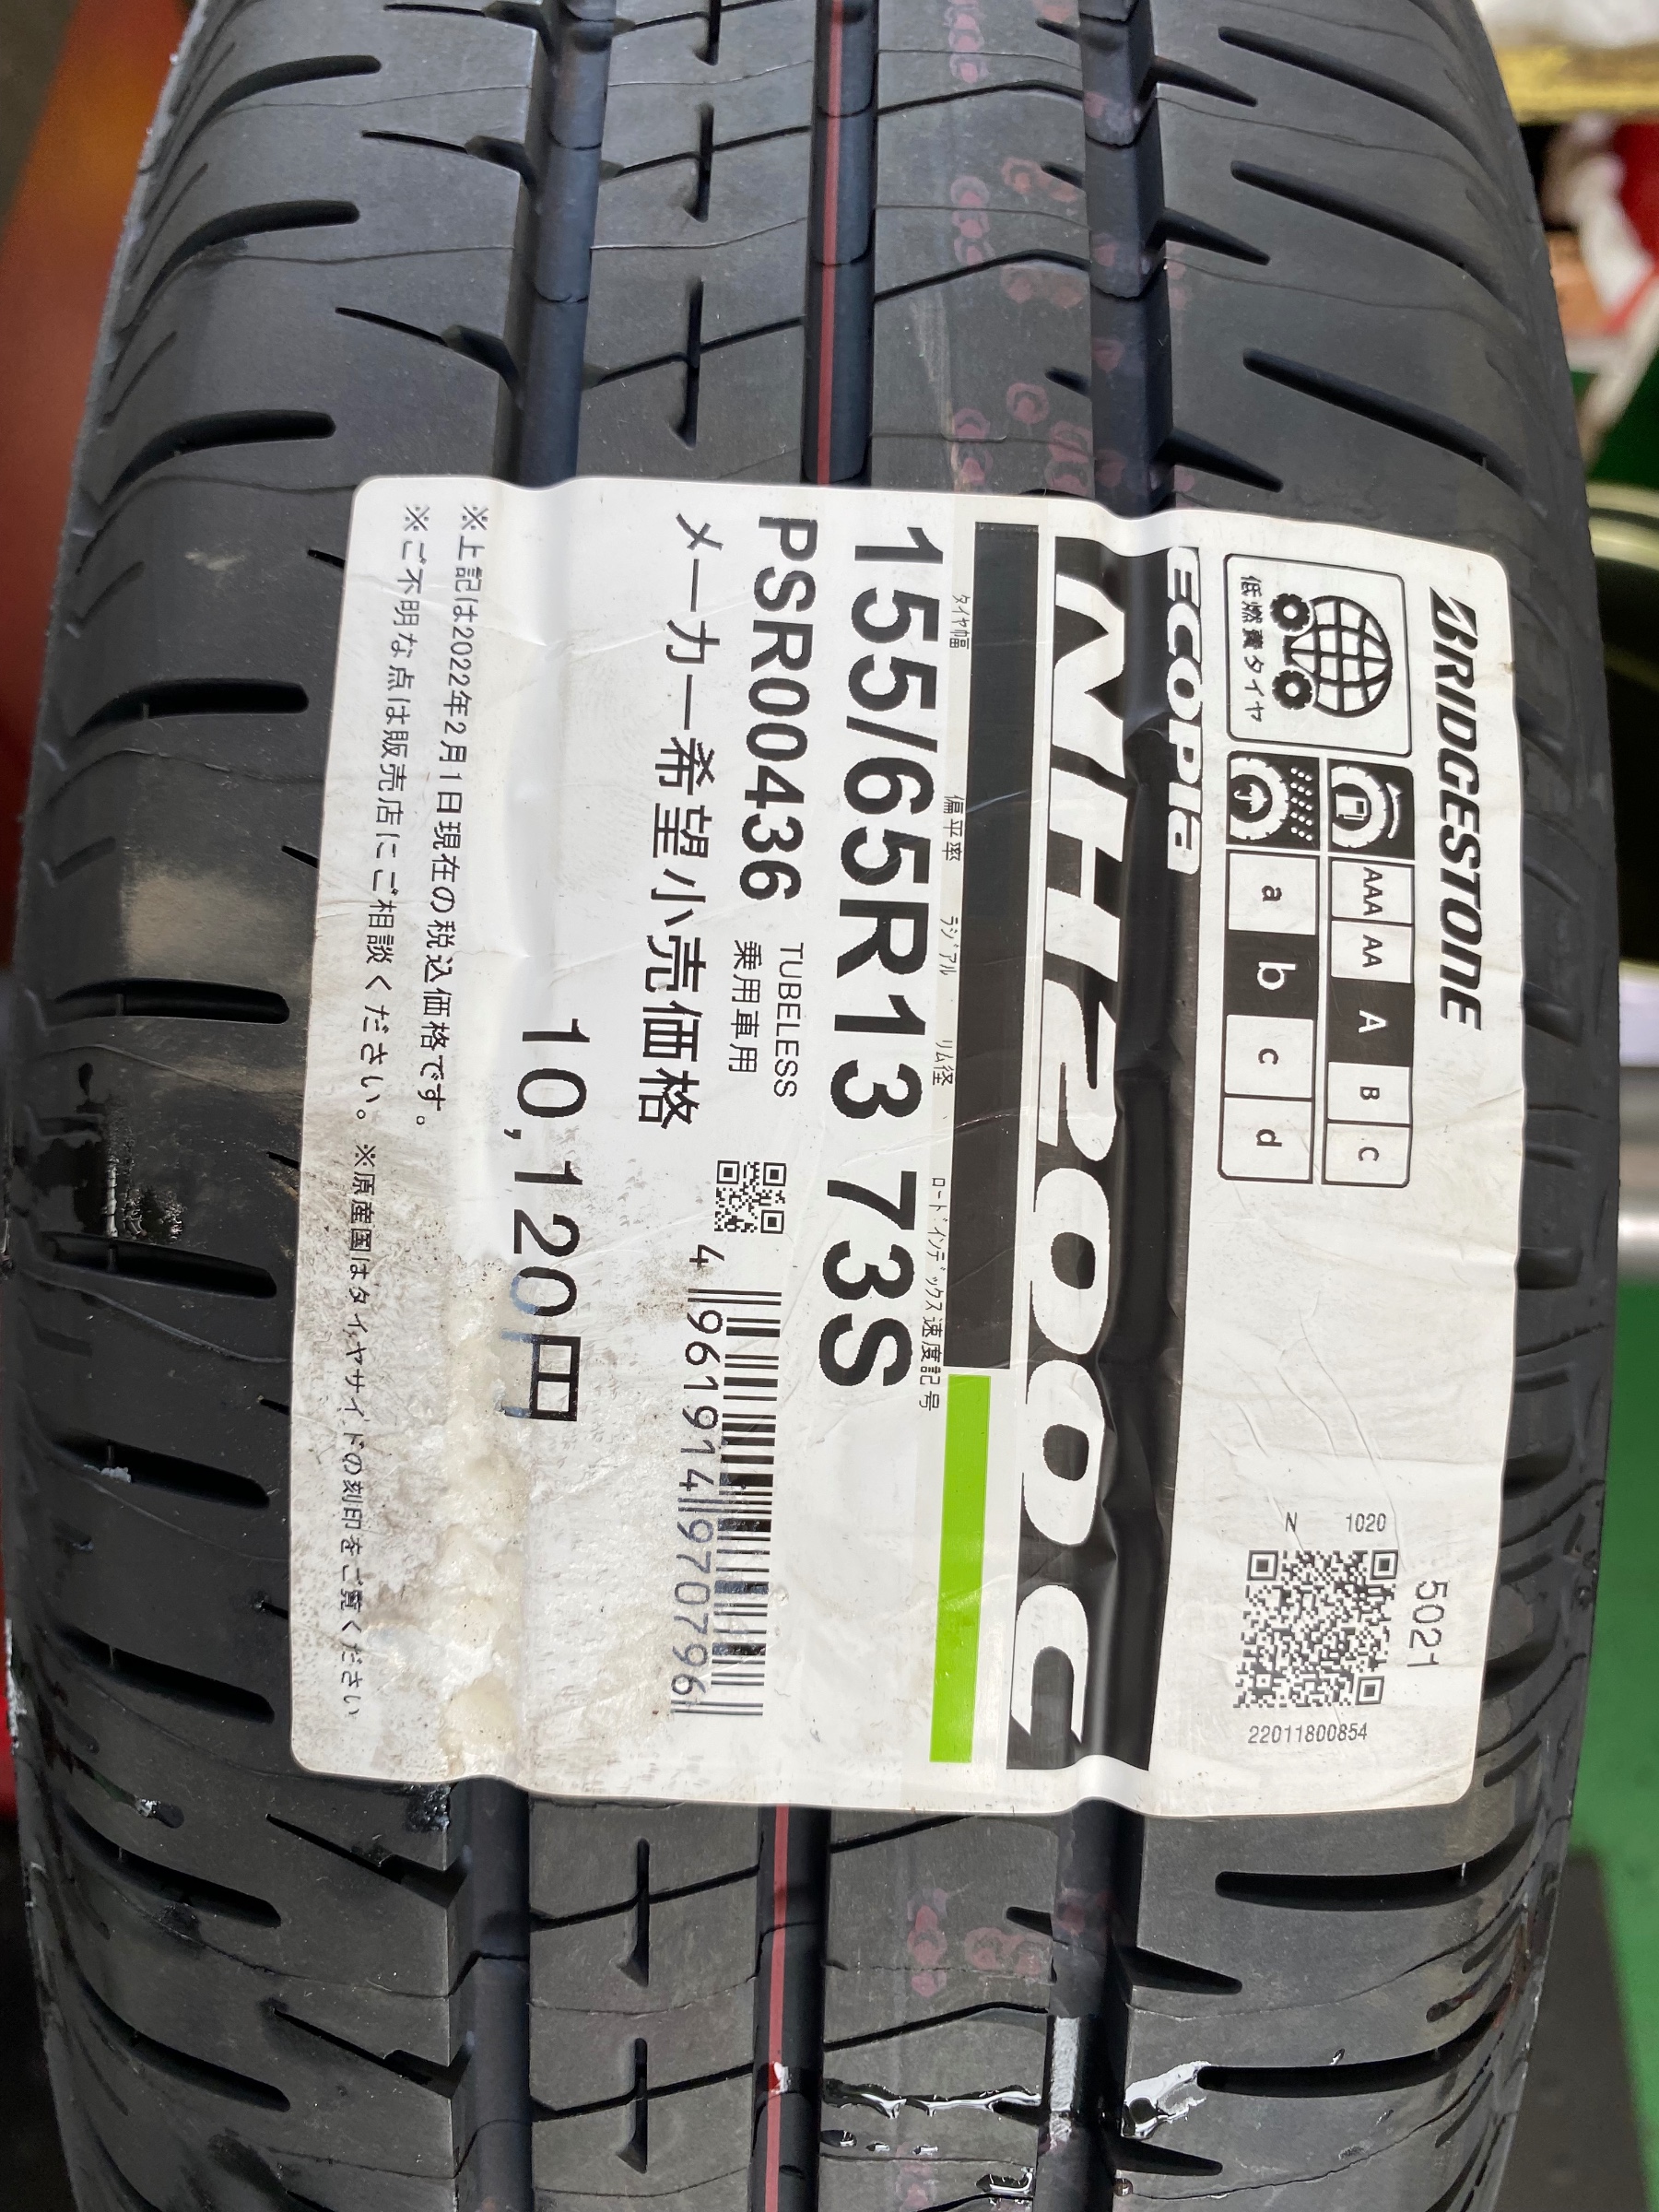 BRIDGESTONE
5021
AAA AA A B C
a b c d
低燃費タイヤ
N 1020
22011800854
ECOPIA
NH200 C
タイヤ幅 偏平率 ラジアル リム径 ロードインデックス 速度記号
155/65R13 73S
PSR00436
TUBELESS
乗用車用
4 961914 970796
メーカー希望小売価格
10,120円
※上記は2022年2月1日現在の税込価格です。
※ご不明な点は販売店にご相談ください。 ※原産国はタイヤサイドの刻印をご覧ください